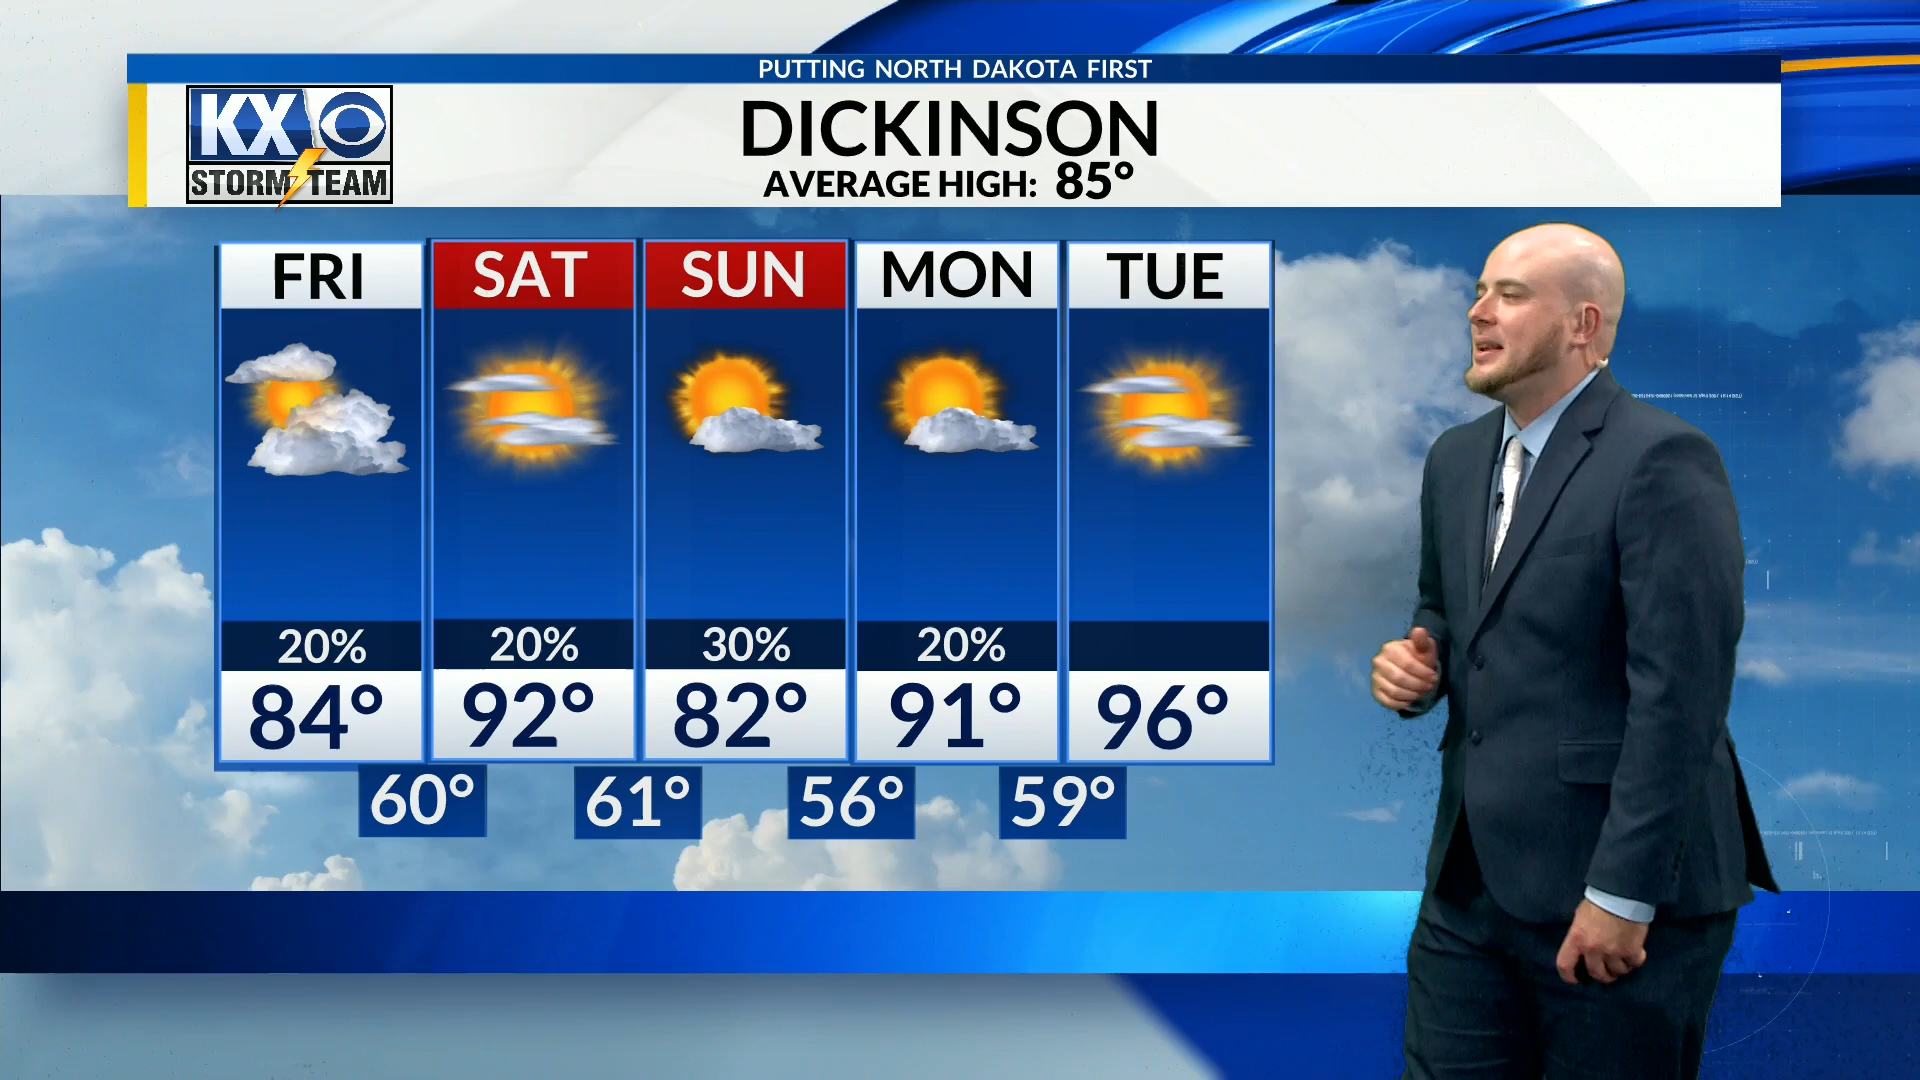 PUTTING NORTH DAKOTA FIRST
KX
STORM TEAM
DICKINSON
AVERAGE HIGH: 85°
FRI SAT SUN MON TUE
20% 20% 30% 20%
84° 92° 82° 91° 96°
60° 61° 56° 59°